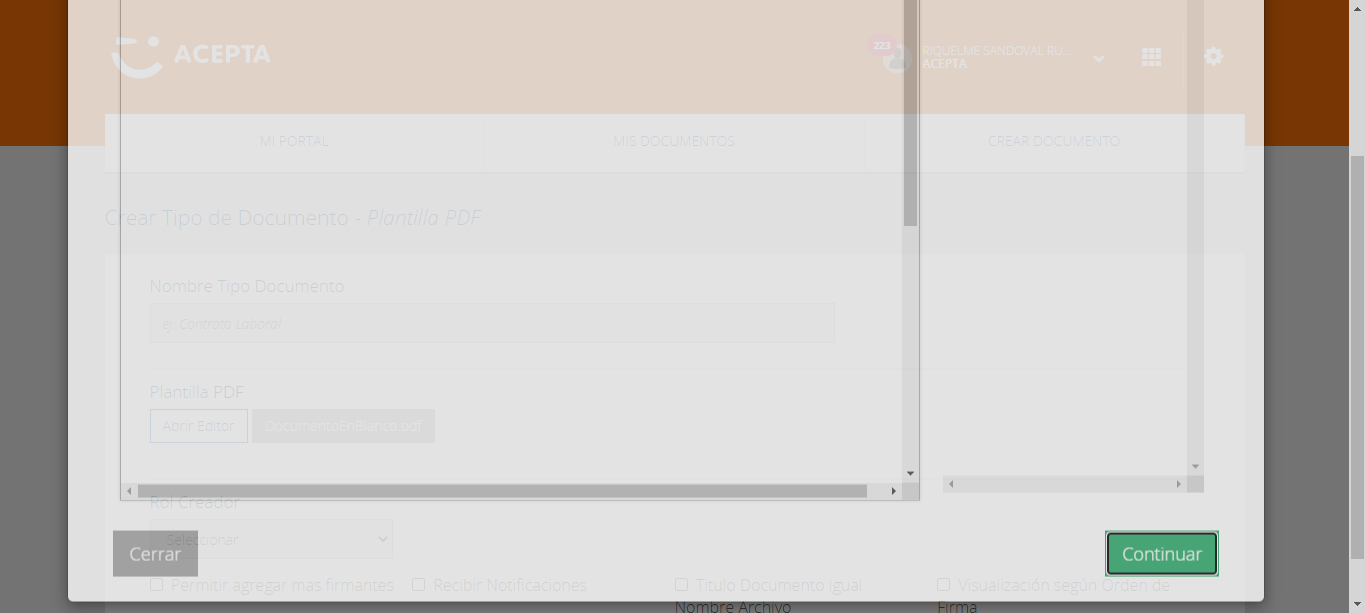 ACEPTA
223
RIQUELME SANDOVAL RU...
ACEPTA
MI PORTAL
MIS DOCUMENTOS
CREAR DOCUMENTO
Crear Tipo de Documento - Plantilla PDF
Nombre Tipo Documento
ej: Contrato Laboral
Plantilla PDF
Abrir Editor
DocumentoEnBlanco.pdf
Rol Creador
Seleccionar
Cerrar
Continuar
Permitir agregar mas firmantes
Recibir Notificaciones
Titulo Documento igual
Nombre Archivo
Visualización según Orden de
Firma